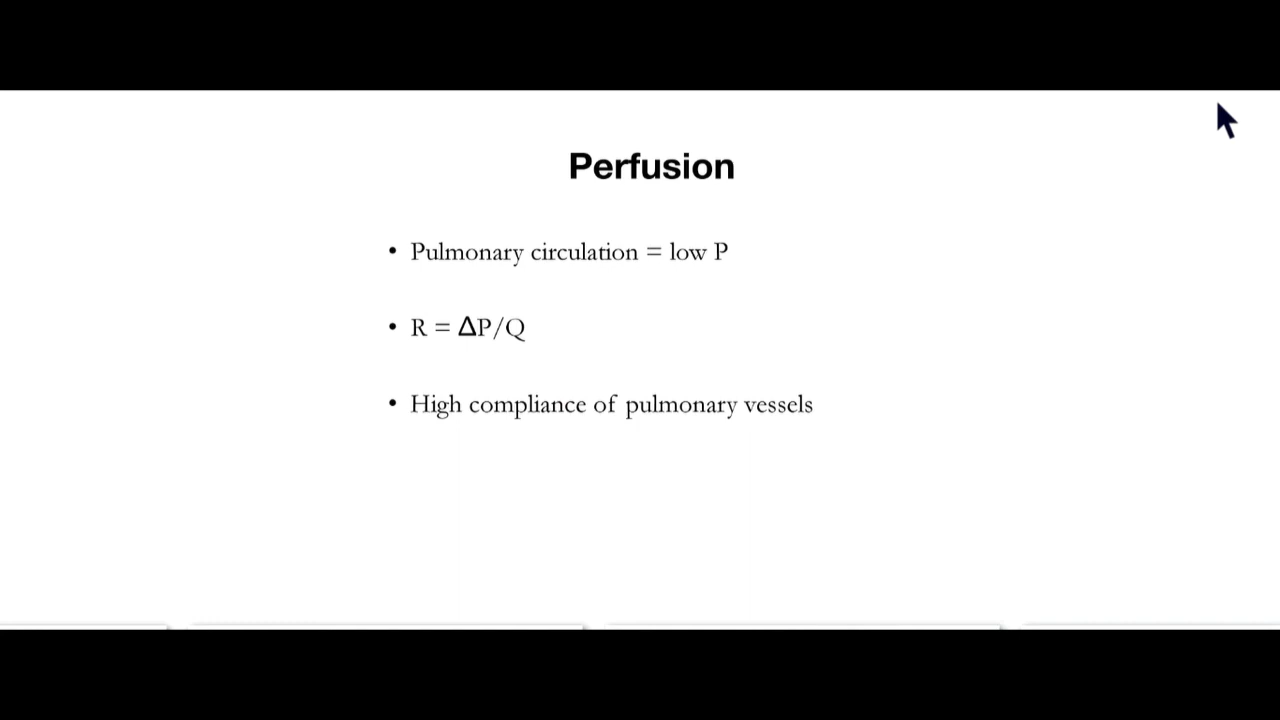 Perfusion
• Pulmonary circulation = low P
• R = ΔP/Q
• High compliance of pulmonary vessels